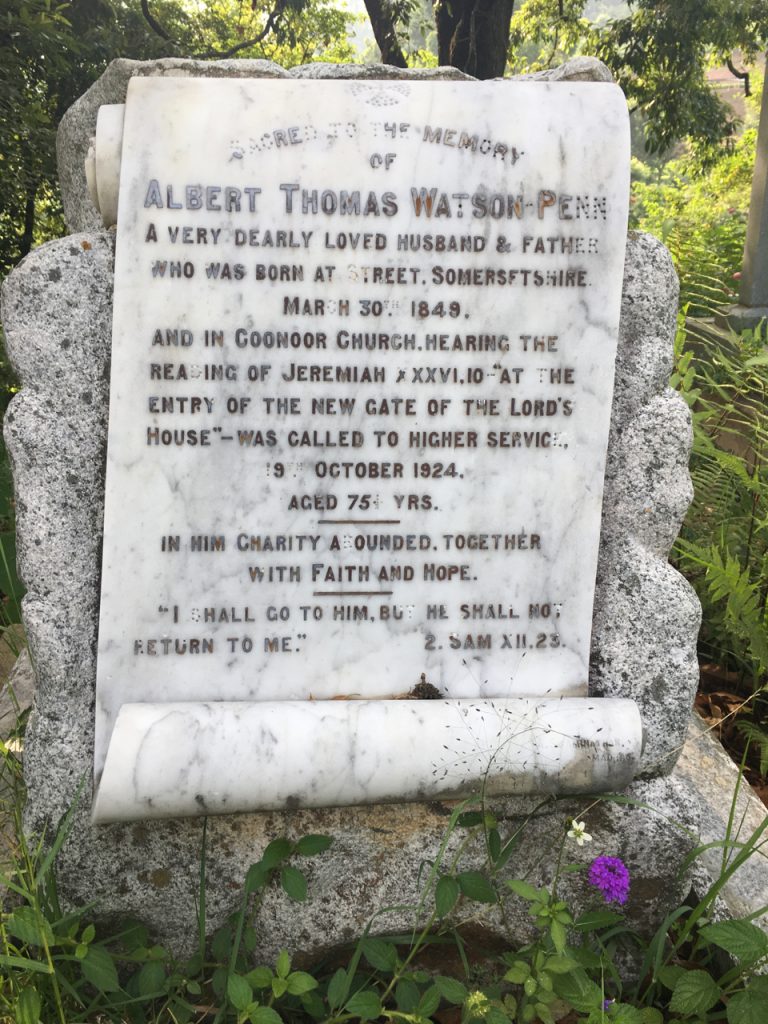 SACRED TO THE MEMORY
OF
ALBERT THOMAS WATSON-PENN
A VERY DEARLY LOVED HUSBAND & FATHER
WHO WAS BORN AT STREET, SOMERSETSHIRE.
MARCH 30TH 1849.
AND IN COONOOR CHURCH, HEARING THE
READING OF JEREMIAH XXXVI.10-"AT THE
ENTRY OF THE NEW GATE OF THE LORD'S
HOUSE"-WAS CALLED TO HIGHER SERVICE,
19TH OCTOBER 1924.
AGED 75½ YRS.
IN HIM CHARITY ABOUNDED, TOGETHER
WITH FAITH AND HOPE.
"I SHALL GO TO HIM, BUT HE SHALL NOT
RETURN TO ME." 2. SAM XII. 23.